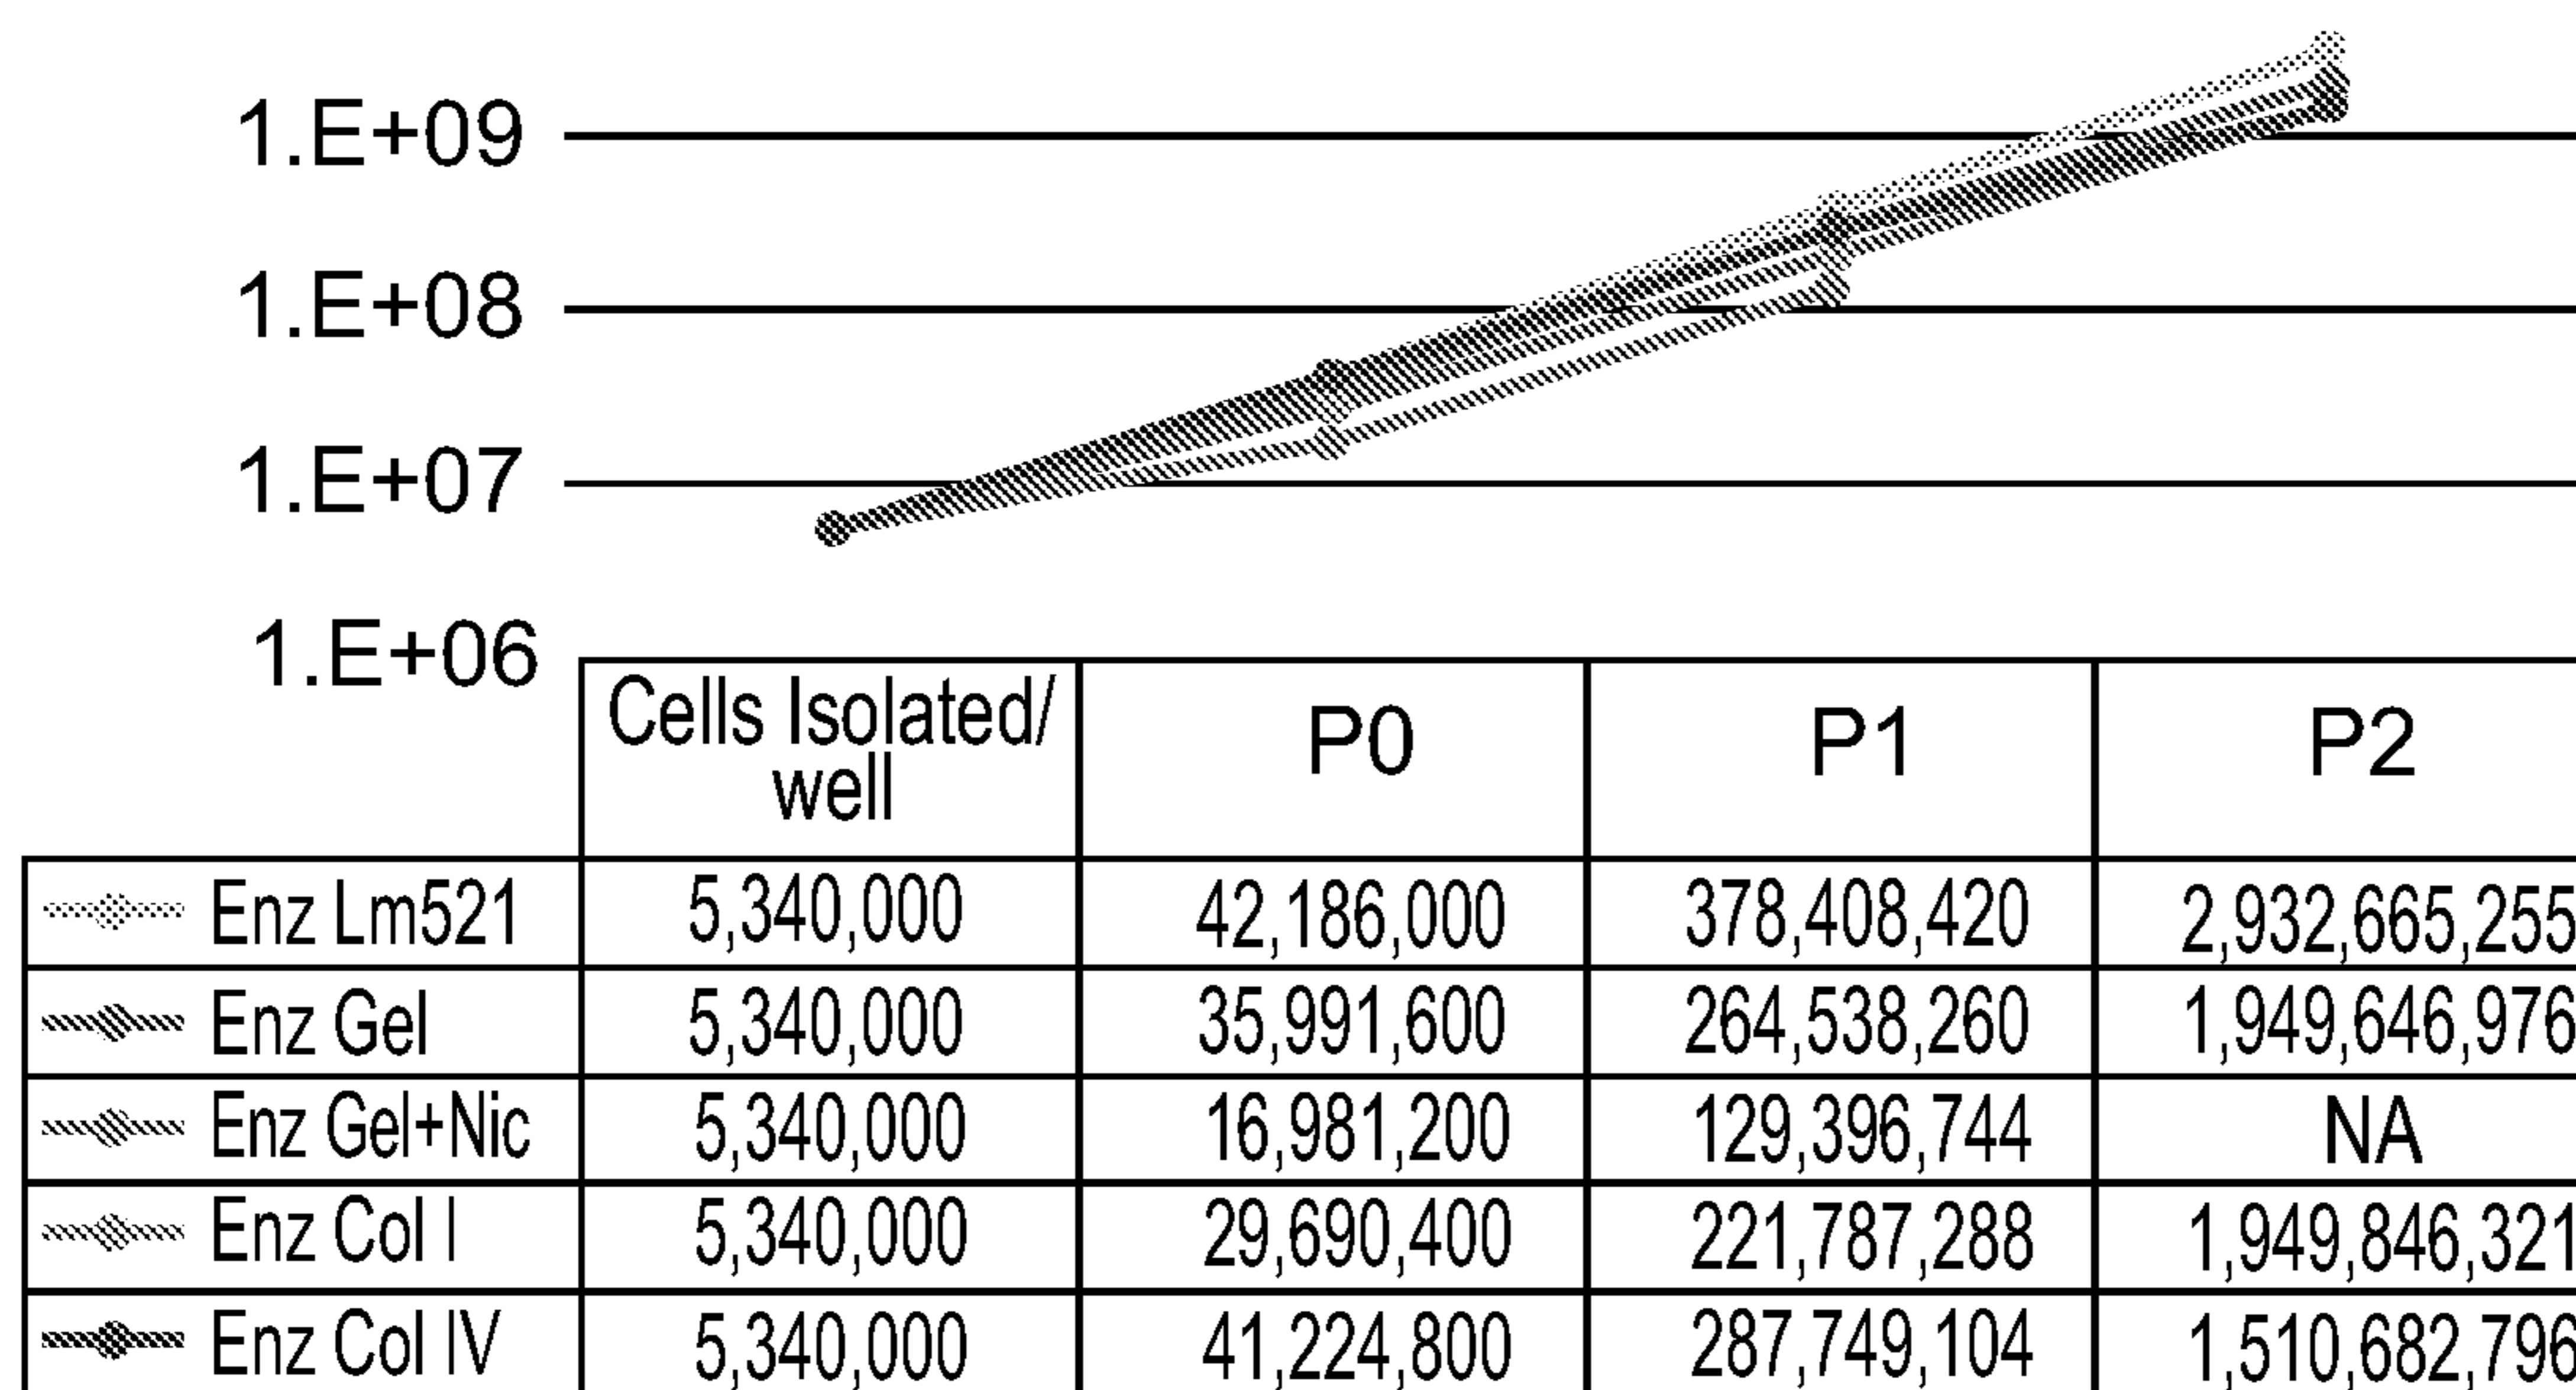 1.E+09
1.E+08
1.E+07
1.E+06
Cells Isolated/ P0 P1 P2
well
Enz Lm521 5,340,000 42,186,000 378,408,420 2,932,665,255
Enz Gel 5,340,000 35,991,600 264,538,260 1,949,646,976
Enz Gel+Nic 5,340,000 16,981,200 129,396,744 NA
Enz Col I 5,340,000 29,690,400 221,787,288 1,949,846,321
Enz Col IV 5,340,000 41,224,800 287,749,104 1,510,682,796